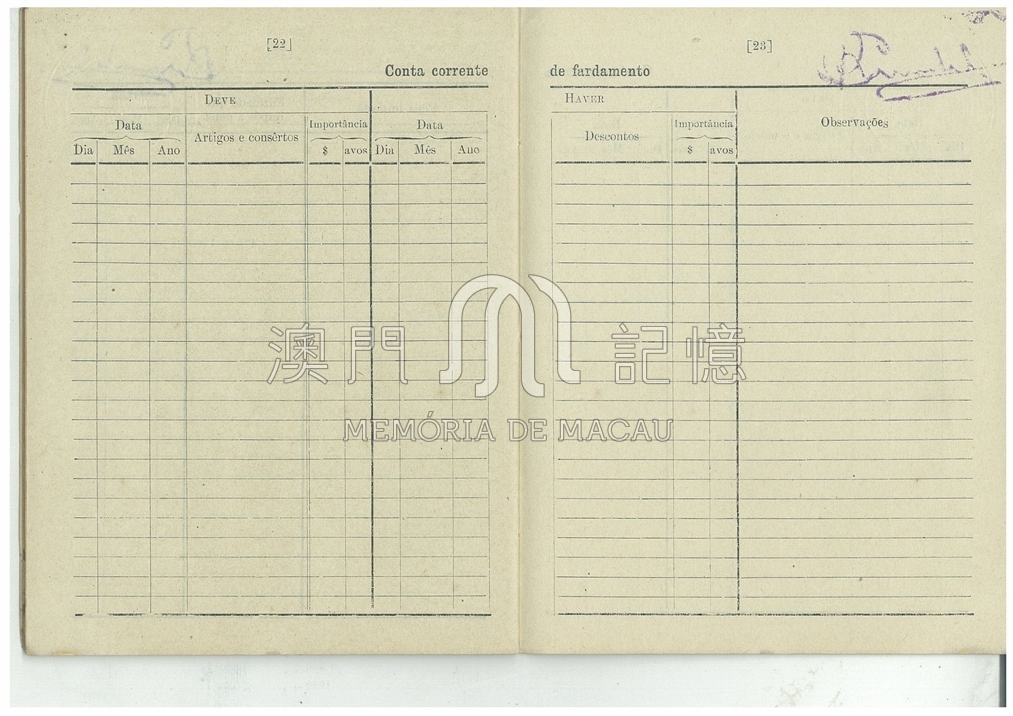 [22]
Conta corrente
DEVE
Data
Artigos e consêrtos
Importância
Data
Dia Mês Ano $ avos Dia Mês Ano
[23]
de fardamento
HAVER
Descontos
Importância
Observações
$ avos
澳門 記憶
MEMÓRIA DE MACAU